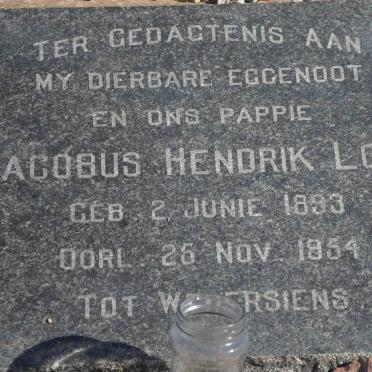 TER GEDAGTENIS AAN
MY DIERBARE EGGENOOT
EN ONS PAPPIE
ACOBUS HENDRIK LO
GEB 2 JUNIE 1893
OORL 25 NOV. 1954
TOT